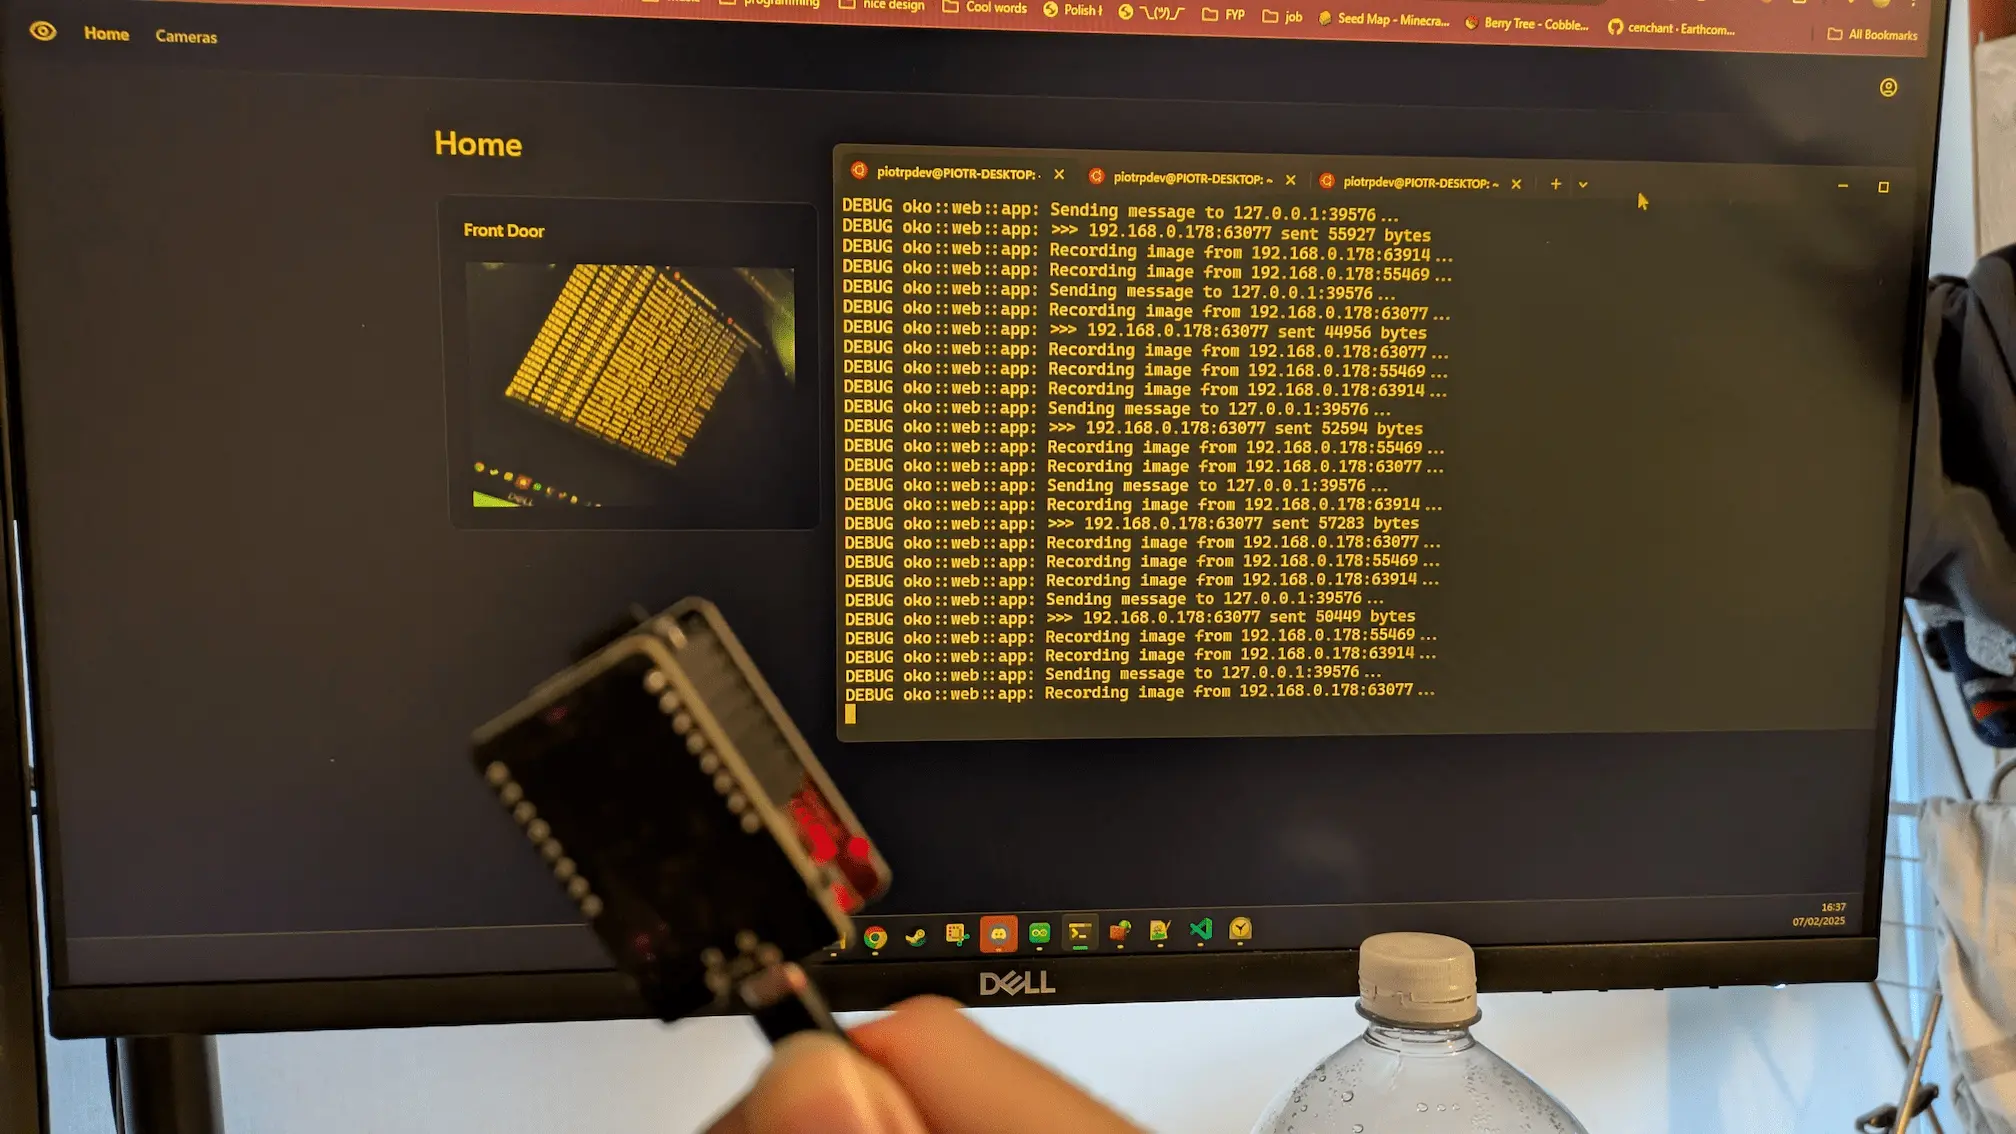 programming
nice design
Cool words
Polish ł
¯\_(ツ)_/¯
FYP
job
Seed Map - Minecra...
Berry Tree - Cobble...
cenchant · Earthcom...
All Bookmarks
Home
Cameras
Home
Front Door
piotrpdev@PIOTR-DESKTOP: ·
piotrpdev@PIOTR-DESKTOP: ~
piotrpdev@PIOTR-DESKTOP: ~
DEBUG oko::web::app: Sending message to 127.0.0.1:39576...
DEBUG oko::web::app: >>> 192.168.0.178:63077 sent 55927 bytes
DEBUG oko::web::app: Recording image from 192.168.0.178:63914...
DEBUG oko::web::app: Recording image from 192.168.0.178:55469...
DEBUG oko::web::app: Sending message to 127.0.0.1:39576...
DEBUG oko::web::app: Recording image from 192.168.0.178:63077...
DEBUG oko::web::app: >>> 192.168.0.178:63077 sent 44956 bytes
DEBUG oko::web::app: Recording image from 192.168.0.178:63077...
DEBUG oko::web::app: Recording image from 192.168.0.178:55469...
DEBUG oko::web::app: Recording image from 192.168.0.178:63914...
DEBUG oko::web::app: Sending message to 127.0.0.1:39576...
DEBUG oko::web::app: >>> 192.168.0.178:63077 sent 52594 bytes
DEBUG oko::web::app: Recording image from 192.168.0.178:55469...
DEBUG oko::web::app: Recording image from 192.168.0.178:63077...
DEBUG oko::web::app: Sending message to 127.0.0.1:39576...
DEBUG oko::web::app: Recording image from 192.168.0.178:63914...
DEBUG oko::web::app: >>> 192.168.0.178:63077 sent 57283 bytes
DEBUG oko::web::app: Recording image from 192.168.0.178:63077...
DEBUG oko::web::app: Recording image from 192.168.0.178:55469...
DEBUG oko::web::app: Recording image from 192.168.0.178:63914...
DEBUG oko::web::app: Sending message to 127.0.0.1:39576...
DEBUG oko::web::app: >>> 192.168.0.178:63077 sent 50449 bytes
DEBUG oko::web::app: Recording image from 192.168.0.178:55469...
DEBUG oko::web::app: Recording image from 192.168.0.178:63914...
DEBUG oko::web::app: Sending message to 127.0.0.1:39576...
DEBUG oko::web::app: Recording image from 192.168.0.178:63077...
16:37
07/02/2025
DELL